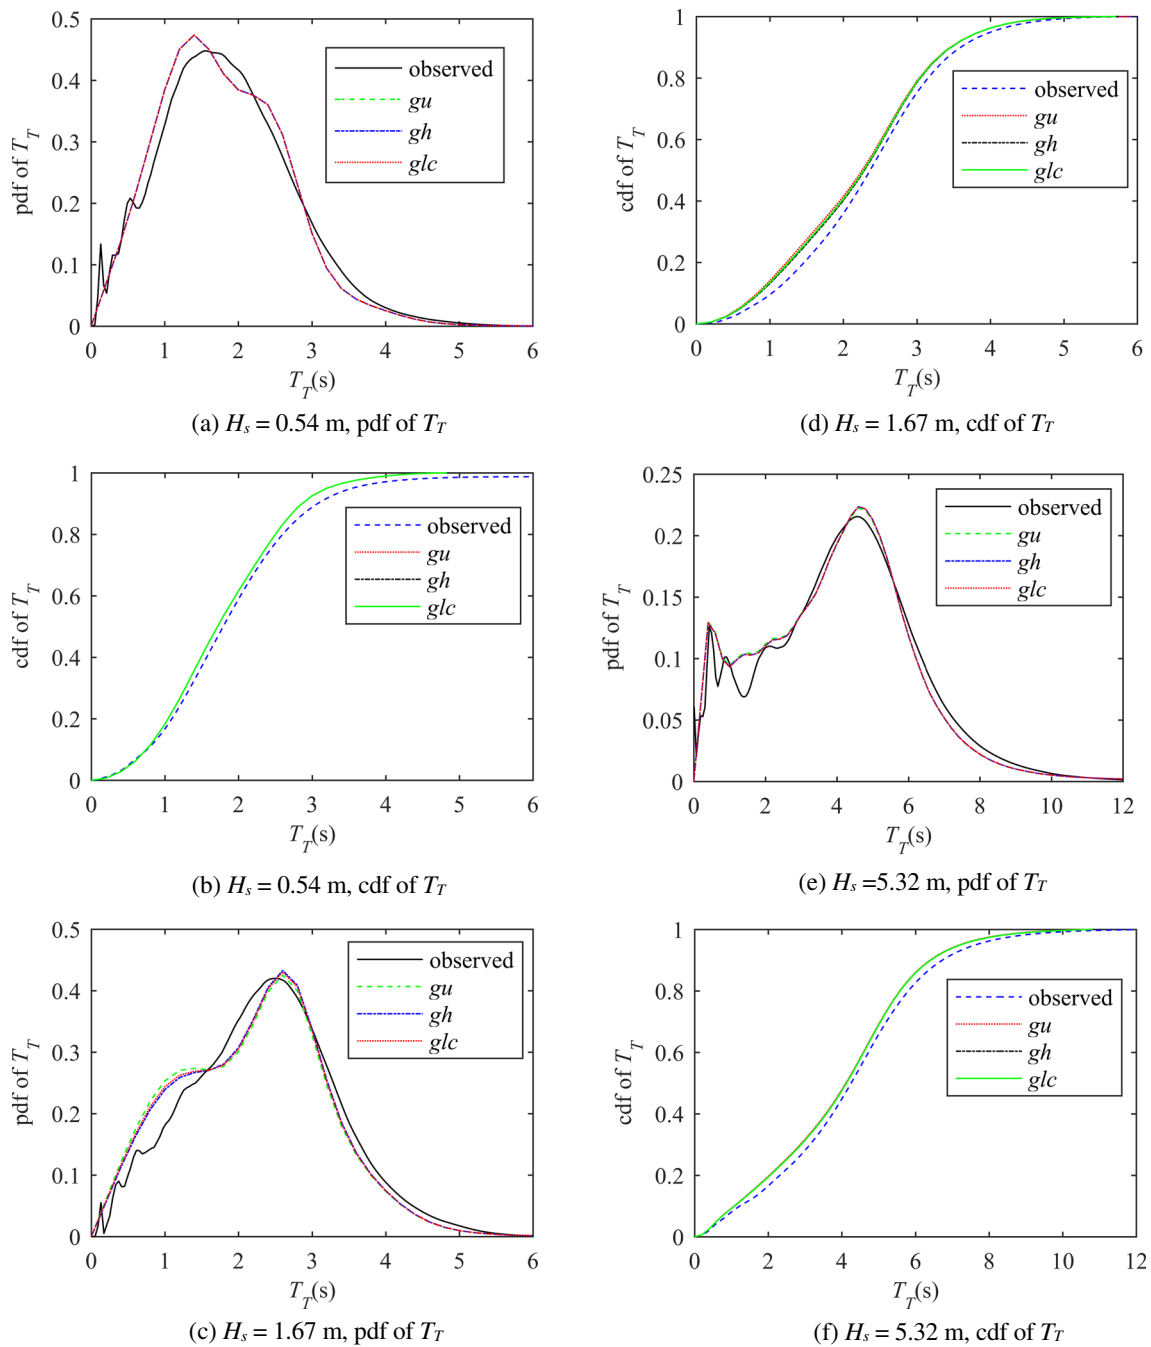 0.5
0.4
0.3
0.2
0.1
0
pdf of T_T
observed
gu
gh
glc
0 1 2 3 4 5 6
T_T(s)
(a) H_s = 0.54 m, pdf of T_T
1
0.8
0.6
0.4
0.2
0
cdf of T_T
observed
gu
gh
glc
0 1 2 3 4 5 6
T_T(s)
(d) H_s = 1.67 m, cdf of T_T
1
0.8
0.6
0.4
0.2
0
cdf of T_T
observed
gu
gh
glc
0 1 2 3 4 5 6
T_T(s)
(b) H_s = 0.54 m, cdf of T_T
0.25
0.2
0.15
0.1
0.05
0
pdf of T_T
observed
gu
gh
glc
0 2 4 6 8 10 12
T_T(s)
(e) H_s =5.32 m, pdf of T_T
0.5
0.4
0.3
0.2
0.1
0
pdf of T_T
observed
gu
gh
glc
0 1 2 3 4 5 6
T_T(s)
(c) H_s = 1.67 m, pdf of T_T
1
0.8
0.6
0.4
0.2
0
cdf of T_T
observed
gu
gh
glc
0 2 4 6 8 10 12
T_T(s)
(f) H_s = 5.32 m, cdf of T_T